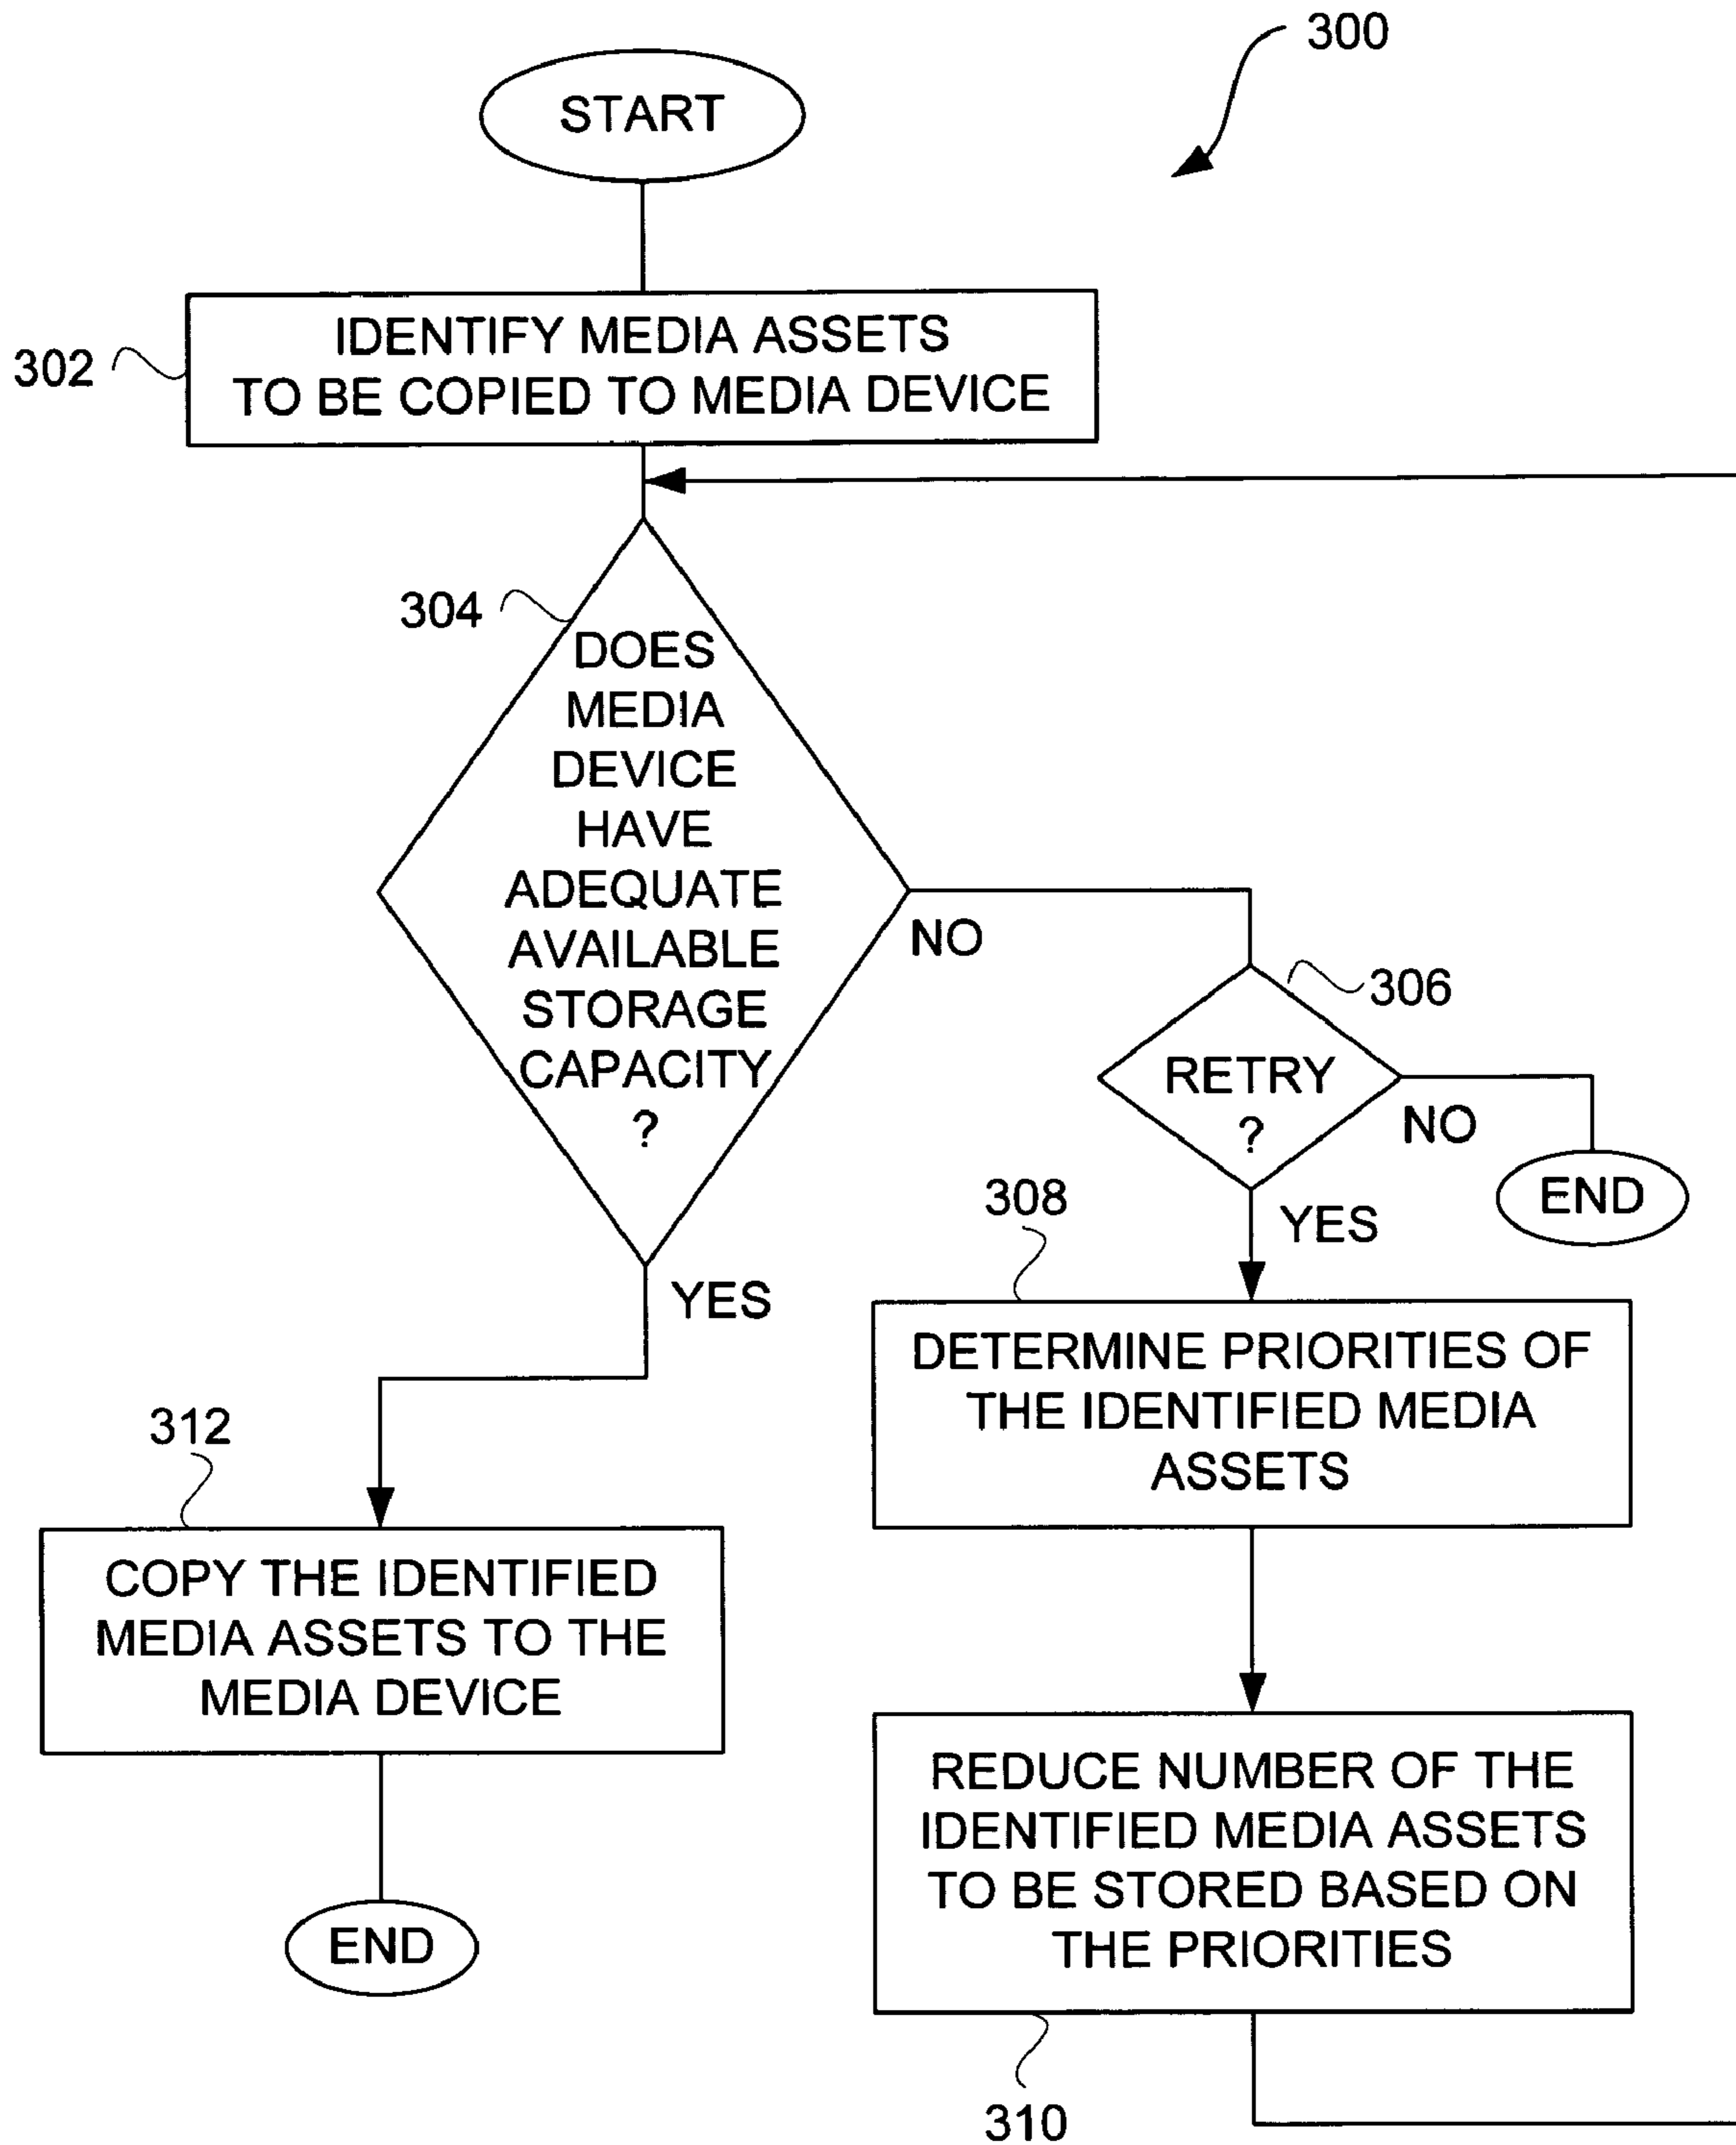 300
START
302
IDENTIFY MEDIA ASSETS
TO BE COPIED TO MEDIA DEVICE
304
DOES
MEDIA
DEVICE
HAVE
ADEQUATE
AVAILABLE
STORAGE
CAPACITY
?
NO
YES
306
RETRY
?
NO
END
YES
308
DETERMINE PRIORITIES OF
THE IDENTIFIED MEDIA
ASSETS
312
COPY THE IDENTIFIED
MEDIA ASSETS TO THE
MEDIA DEVICE
END
REDUCE NUMBER OF THE
IDENTIFIED MEDIA ASSETS
TO BE STORED BASED ON
THE PRIORITIES
310